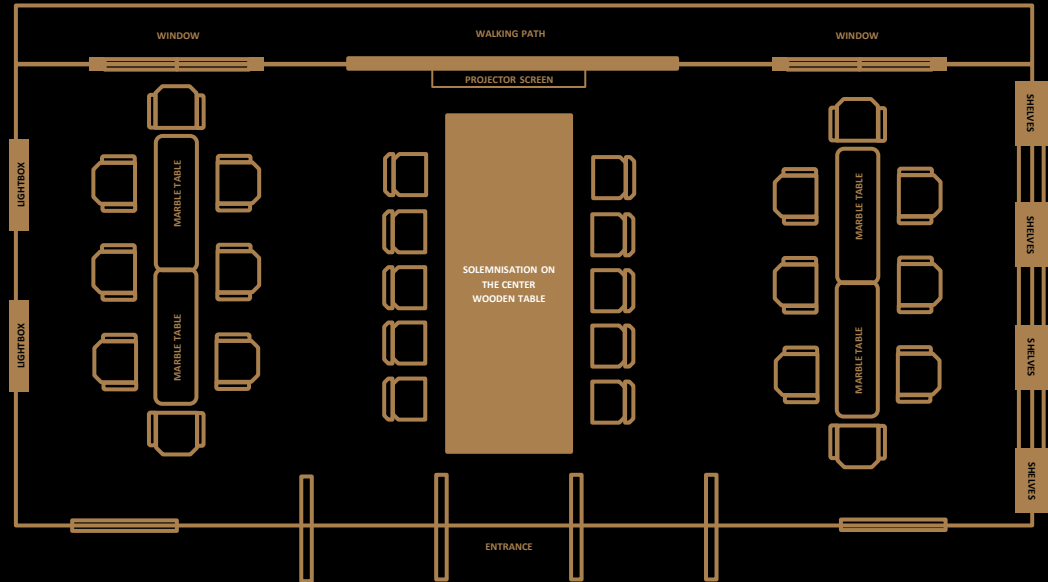 WINDOW
WALKING PATH
WINDOW
PROJECTOR SCREEN
SHELVES
LIGHTBOX
MARBLE TABLE
MARBLE TABLE
SHELVES
SOLEMNISATION ON
THE CENTER
WOODEN TABLE
LIGHTBOX
MARBLE TABLE
MARBLE TABLE
SHELVES
SHELVES
ENTRANCE